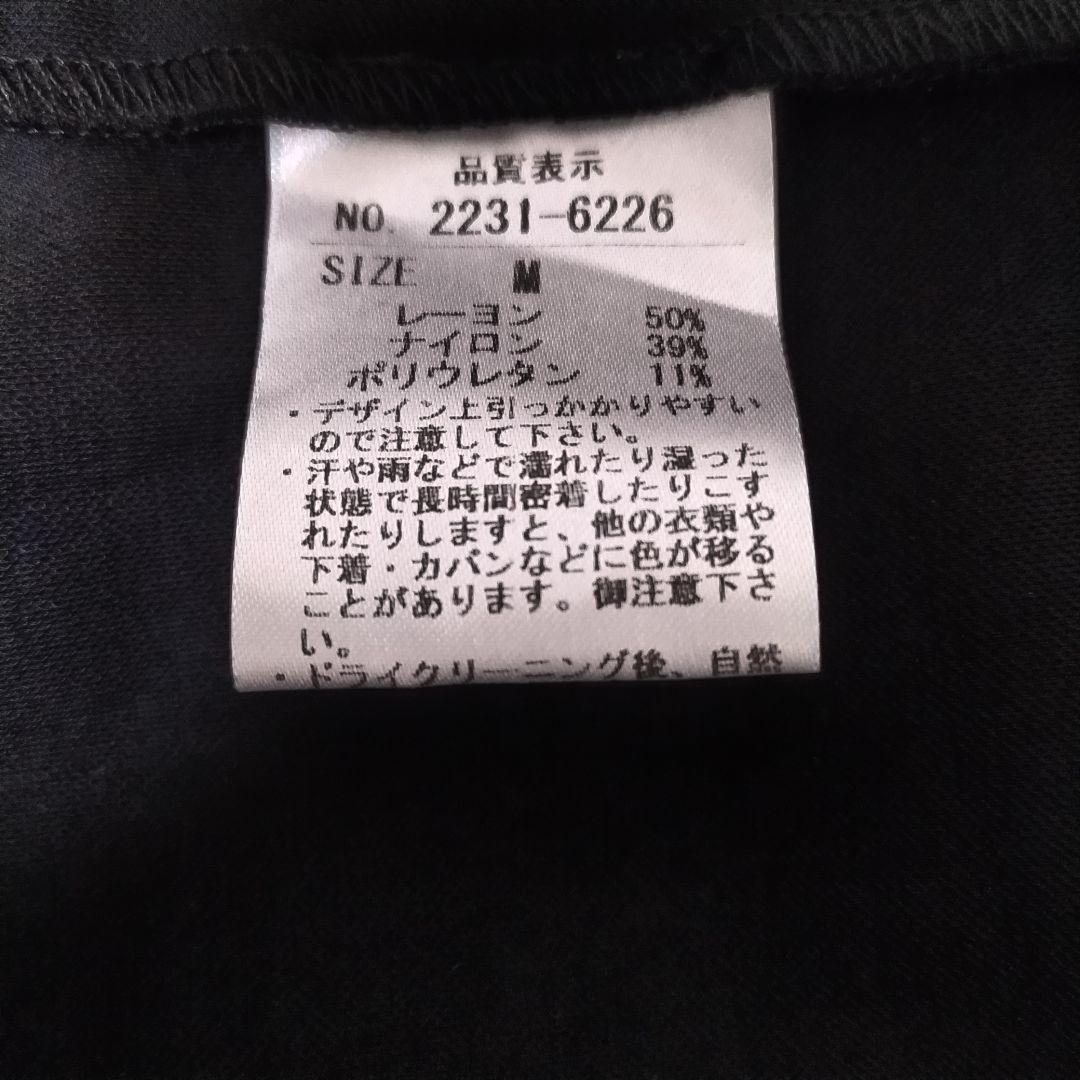 品質表示
NO. 2231-6226
SIZE M
レーヨン 50%
ナイロン 39%
ポリウレタン 11%
・デザイン上引っかかりやすい
ので注意して下さい。
・汗や雨などで濡れたり湿った
状態で長時間密着したりこす
れたりしますと、他の衣類や
下着・カバンなどに色が移る
ことがあります。御注意下さ
い。
・ドライクリーニング後、自然